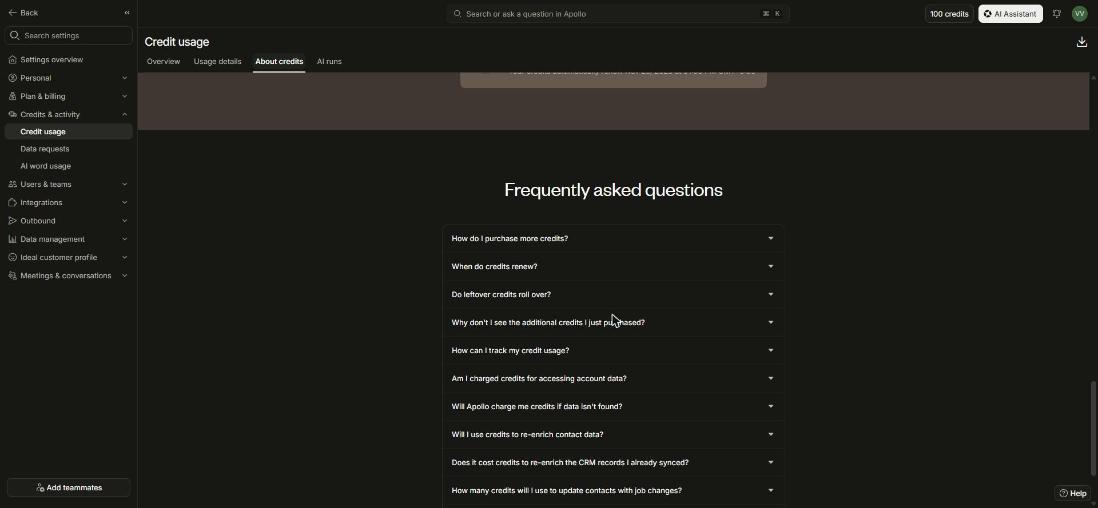 Back
Search or ask a question in Apollo
⌘ K
100 credits
AI Assistant
VV
Search settings
Settings overview
Personal
Plan & billing
Credits & activity
Credit usage
Data requests
AI word usage
Users & teams
Integrations
Outbound
Data management
Ideal customer profile
Meetings & conversations
Add teammates
Credit usage
Overview
Usage details
About credits
AI runs
Frequently asked questions
How do I purchase more credits?
When do credits renew?
Do leftover credits roll over?
Why don't I see the additional credits I just purchased?
How can I track my credit usage?
Am I charged credits for accessing account data?
Will Apollo charge me credits if data isn't found?
Will I use credits to re-enrich contact data?
Does it cost credits to re-enrich the CRM records I already synced?
How many credits will I use to update contacts with job changes?
Help